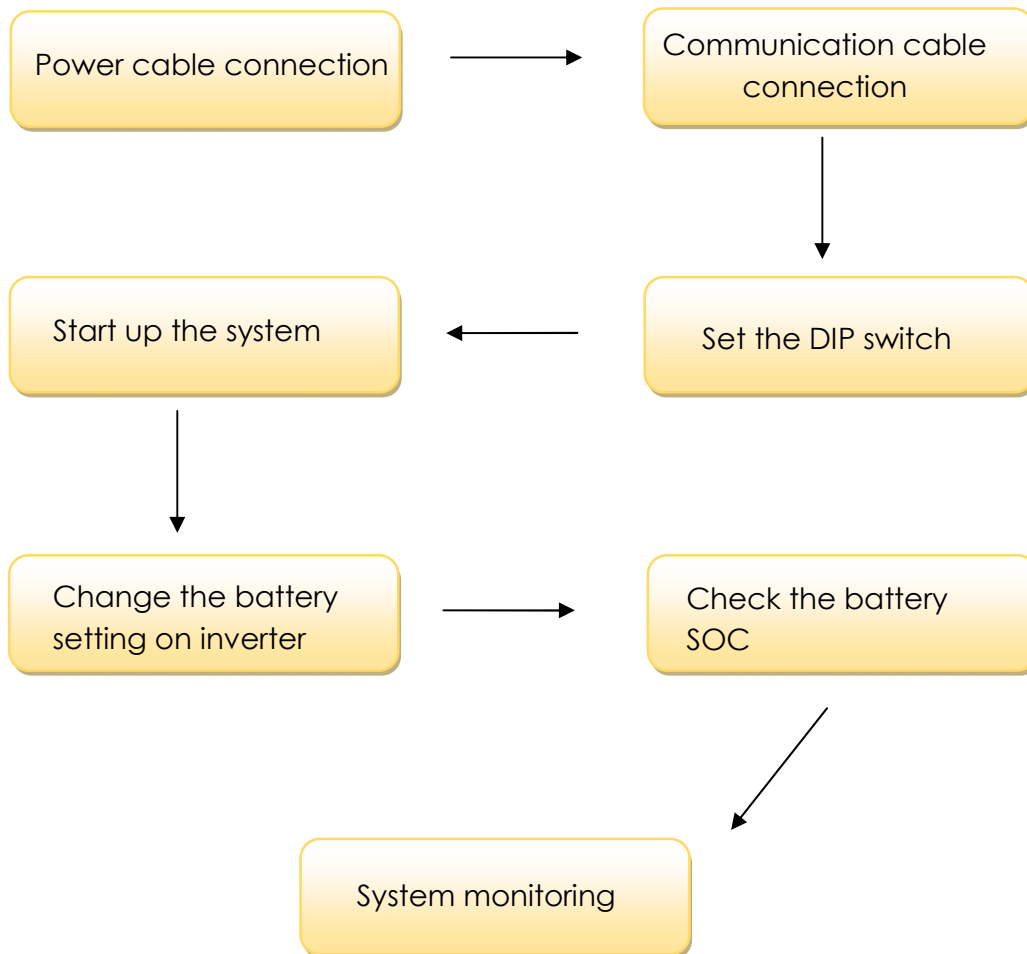 Power cable connection
Communication cable
connection
Set the DIP switch
Start up the system
Change the battery
setting on inverter
Check the battery
SOC
System monitoring